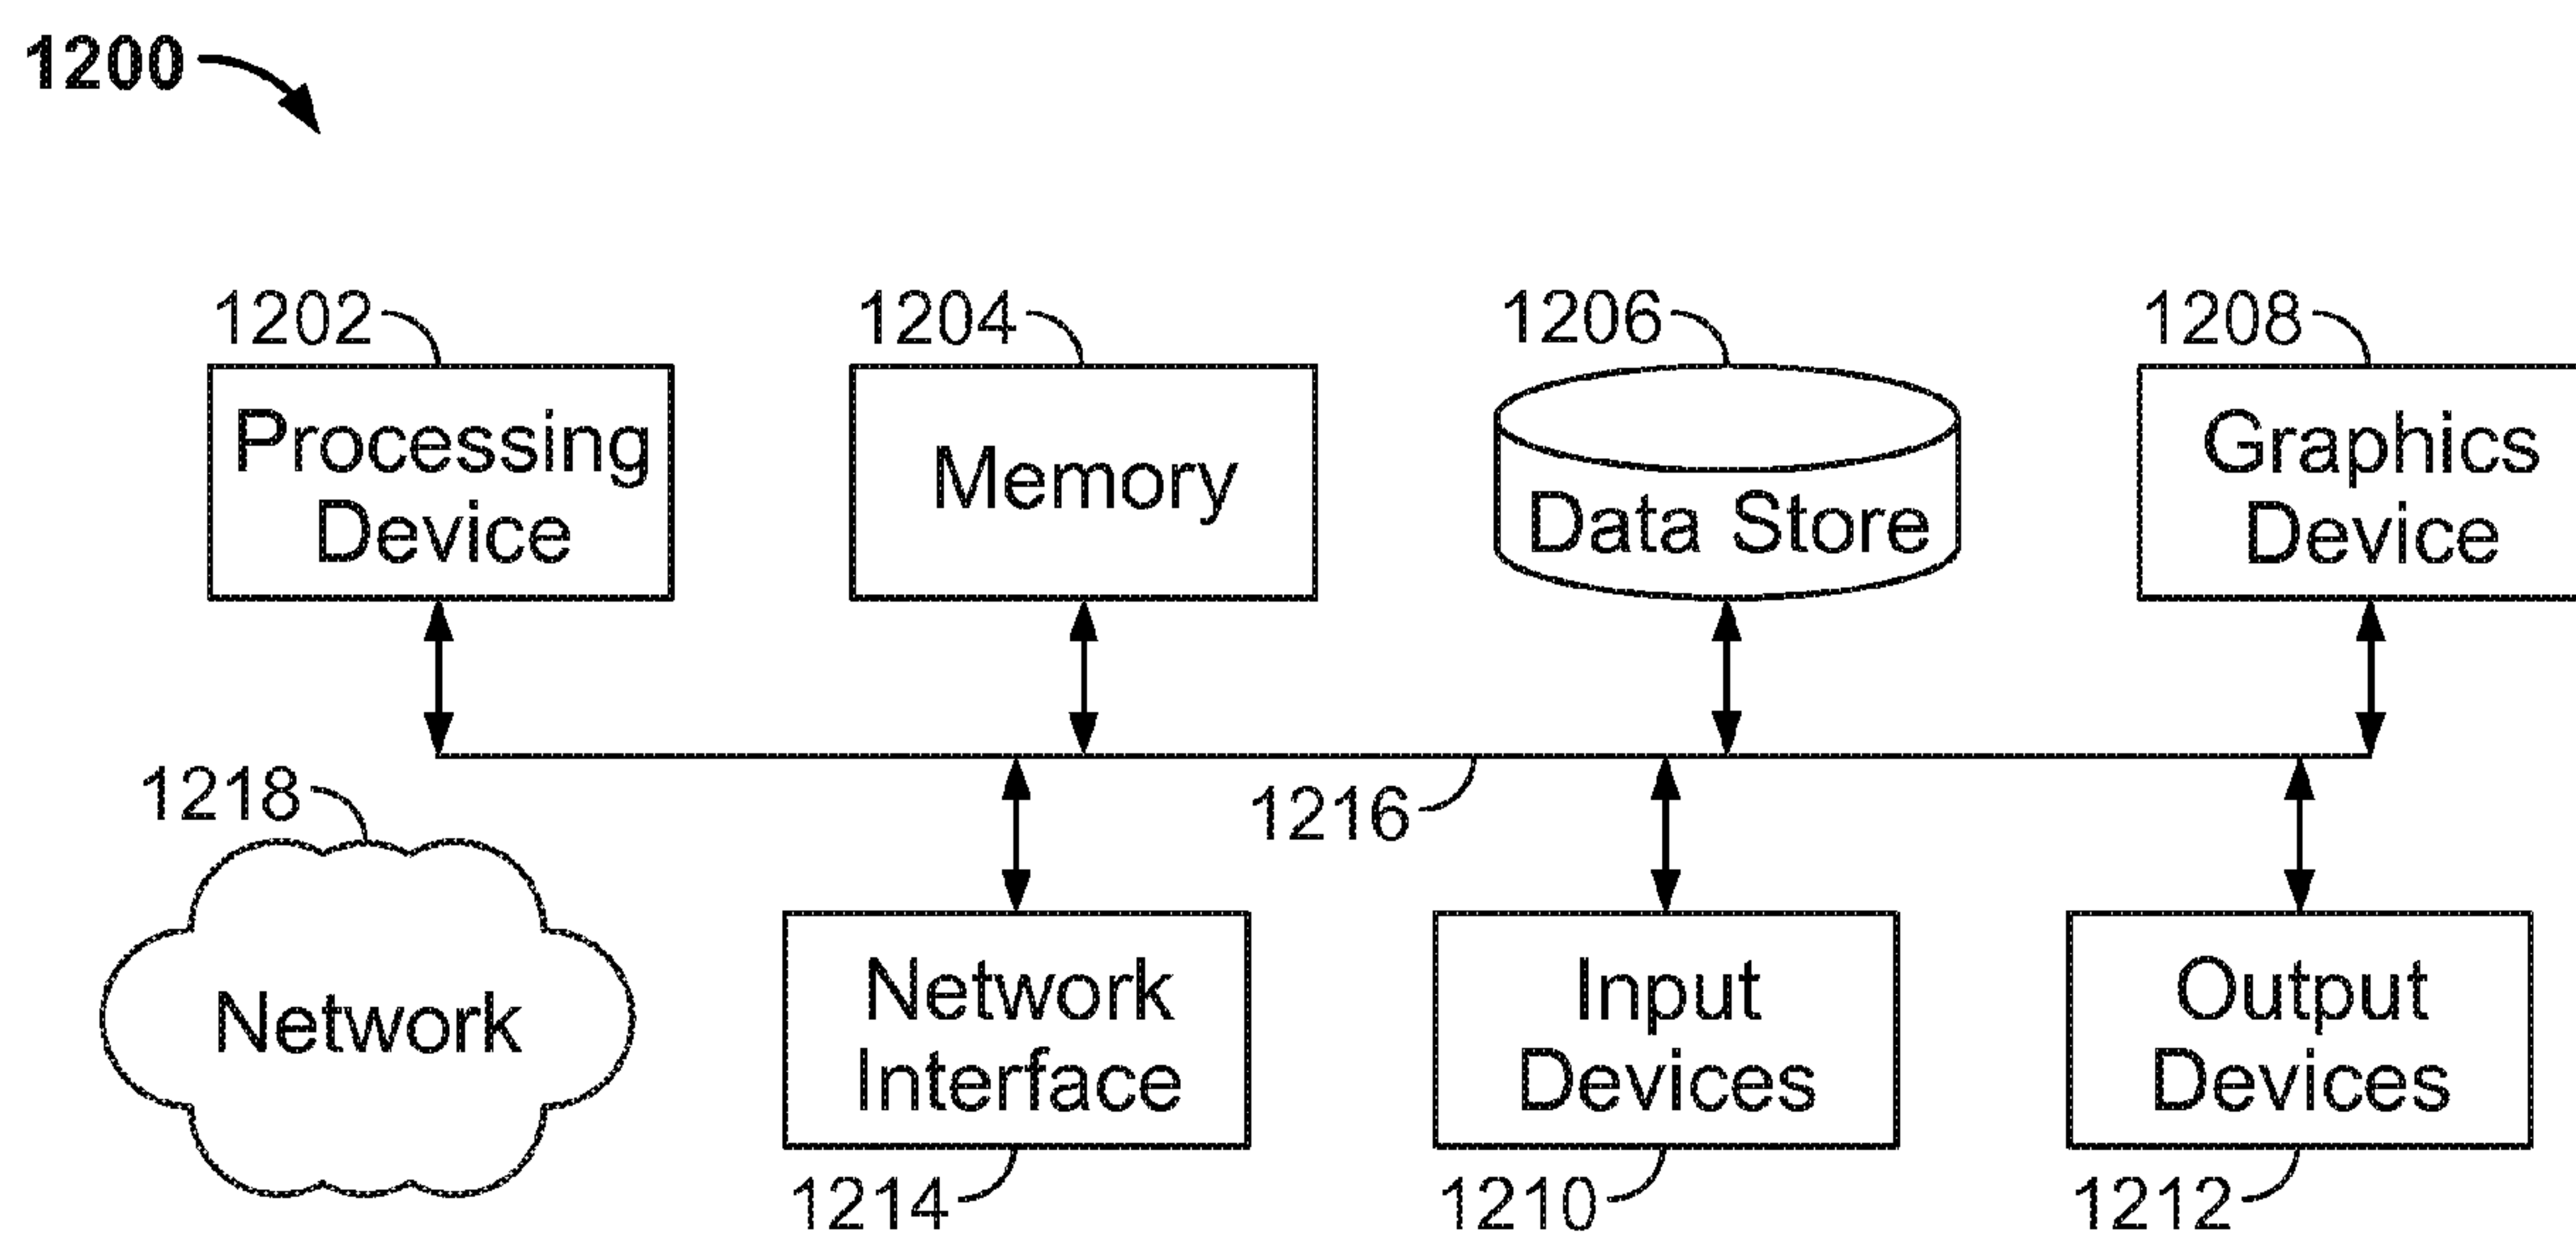 1200
1202
1204
1206
1208
Processing
Device
Memory
Data Store
Graphics
Device
1218
1216
Network
Network
Interface
Input
Devices
Output
Devices
1214
1210
1212